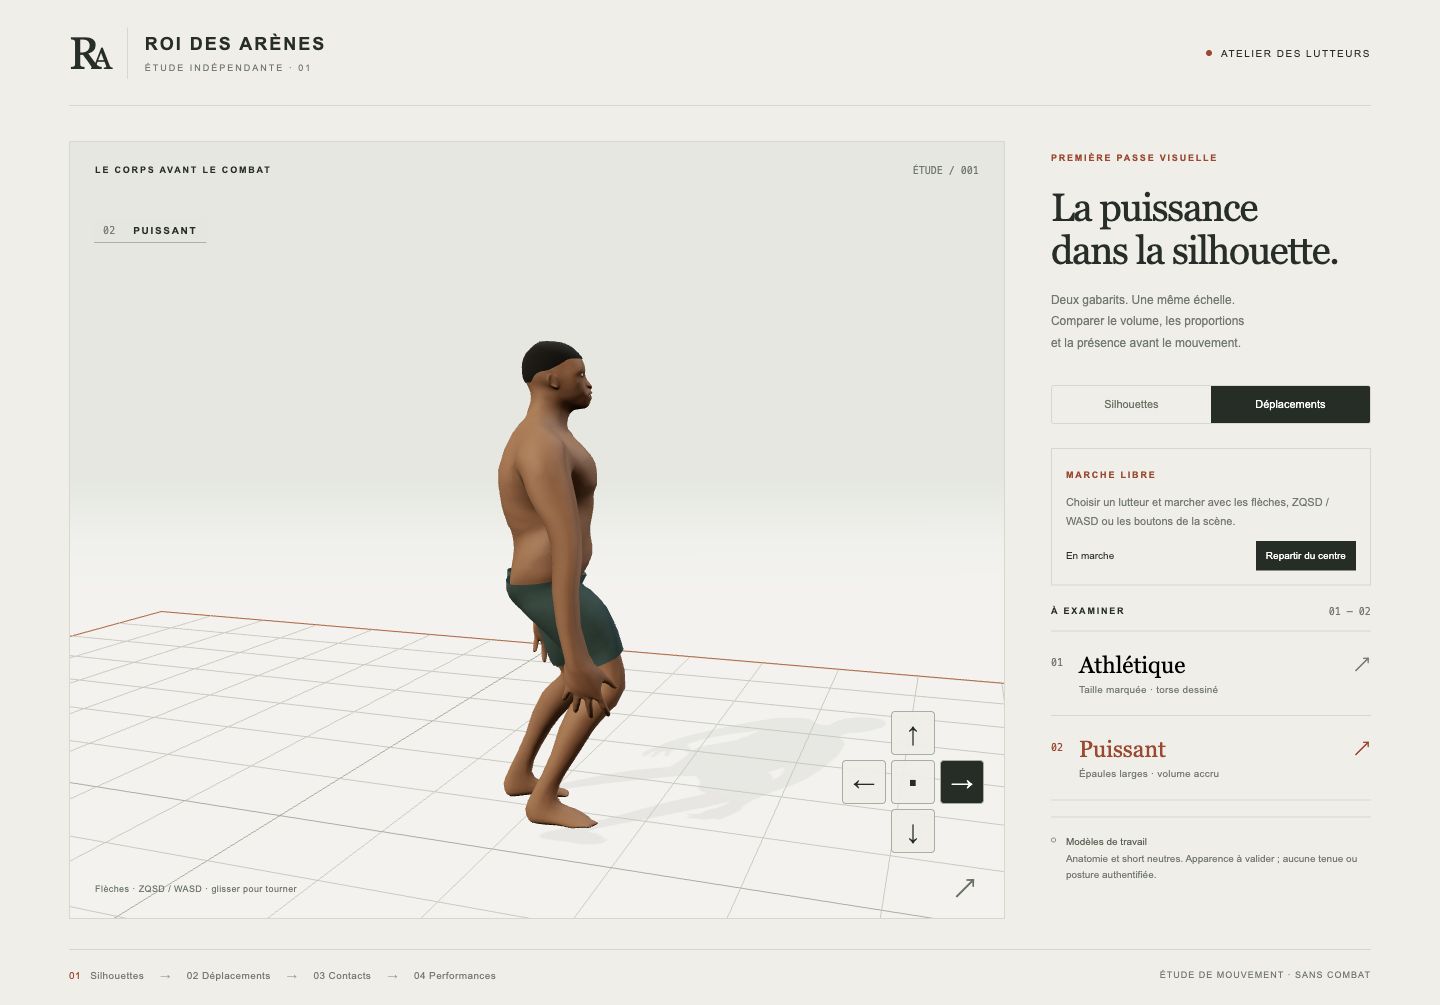 RA
ROI DES ARÈNES
ÉTUDE INDÉPENDANTE · 01
ATELIER DES LUTTEURS
LE CORPS AVANT LE COMBAT
ÉTUDE / 001
02 PUISSANT
↑
← ▪ →
↓
Flèches · ZQSD / WASD · glisser pour tourner
↗
PREMIÈRE PASSE VISUELLE
La puissance
dans la silhouette.
Deux gabarits. Une même échelle.
Comparer le volume, les proportions
et la présence avant le mouvement.
Silhouettes
Déplacements
MARCHE LIBRE
Choisir un lutteur et marcher avec les flèches, ZQSD /
WASD ou les boutons de la scène.
En marche
Repartir du centre
À EXAMINER
01 — 02
01 Athlétique ↗
Taille marquée · torse dessiné
02 Puissant ↗
Épaules larges · volume accru
Modèles de travail
Anatomie et short neutres. Apparence à valider ; aucune tenue ou
posture authentifiée.
01 Silhouettes → 02 Déplacements → 03 Contacts → 04 Performances
ÉTUDE DE MOUVEMENT · SANS COMBAT